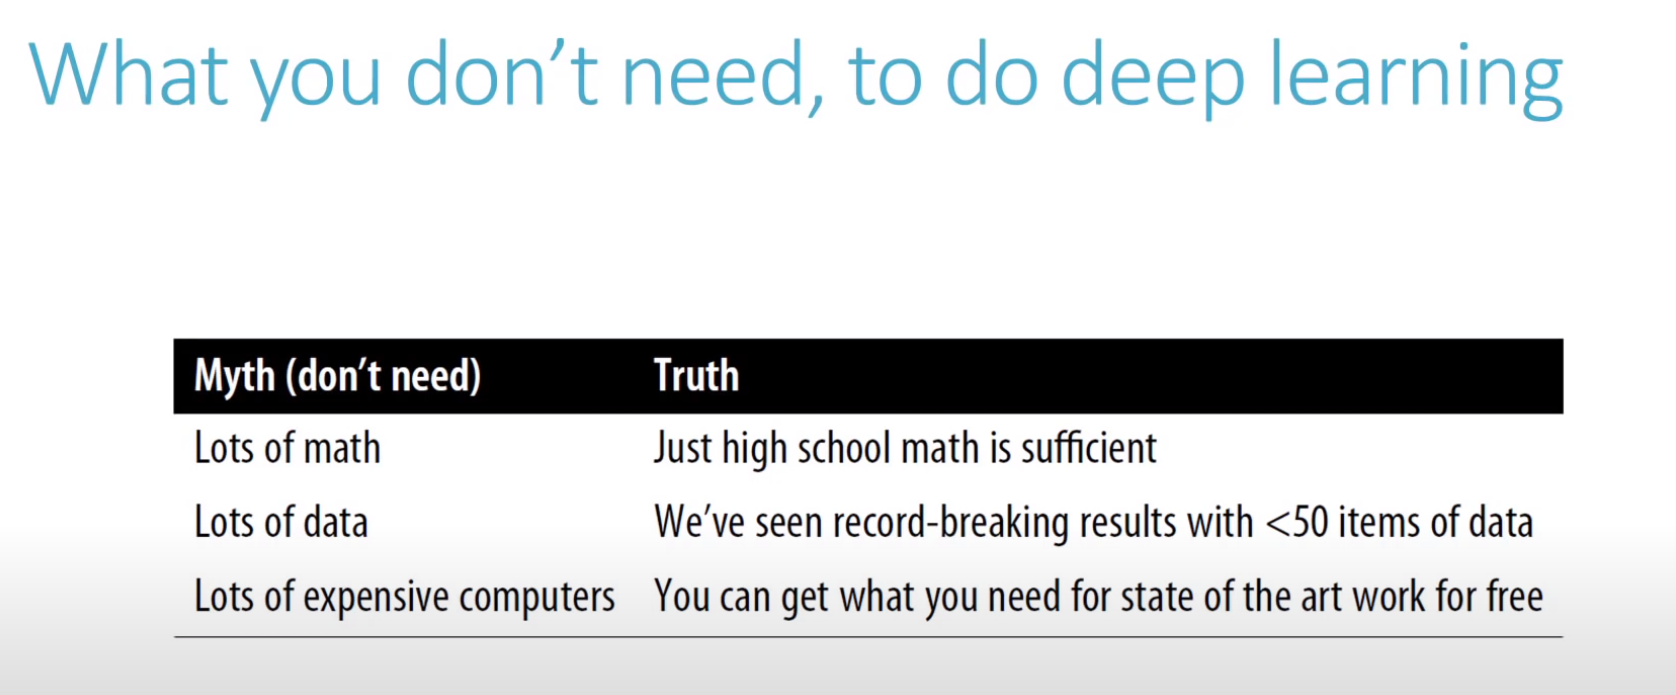 What you don't need, to do deep learning
Myth (don't need) Truth
Lots of math Just high school math is sufficient
Lots of data We've seen record-breaking results with <50 items of data
Lots of expensive computers You can get what you need for state of the art work for free